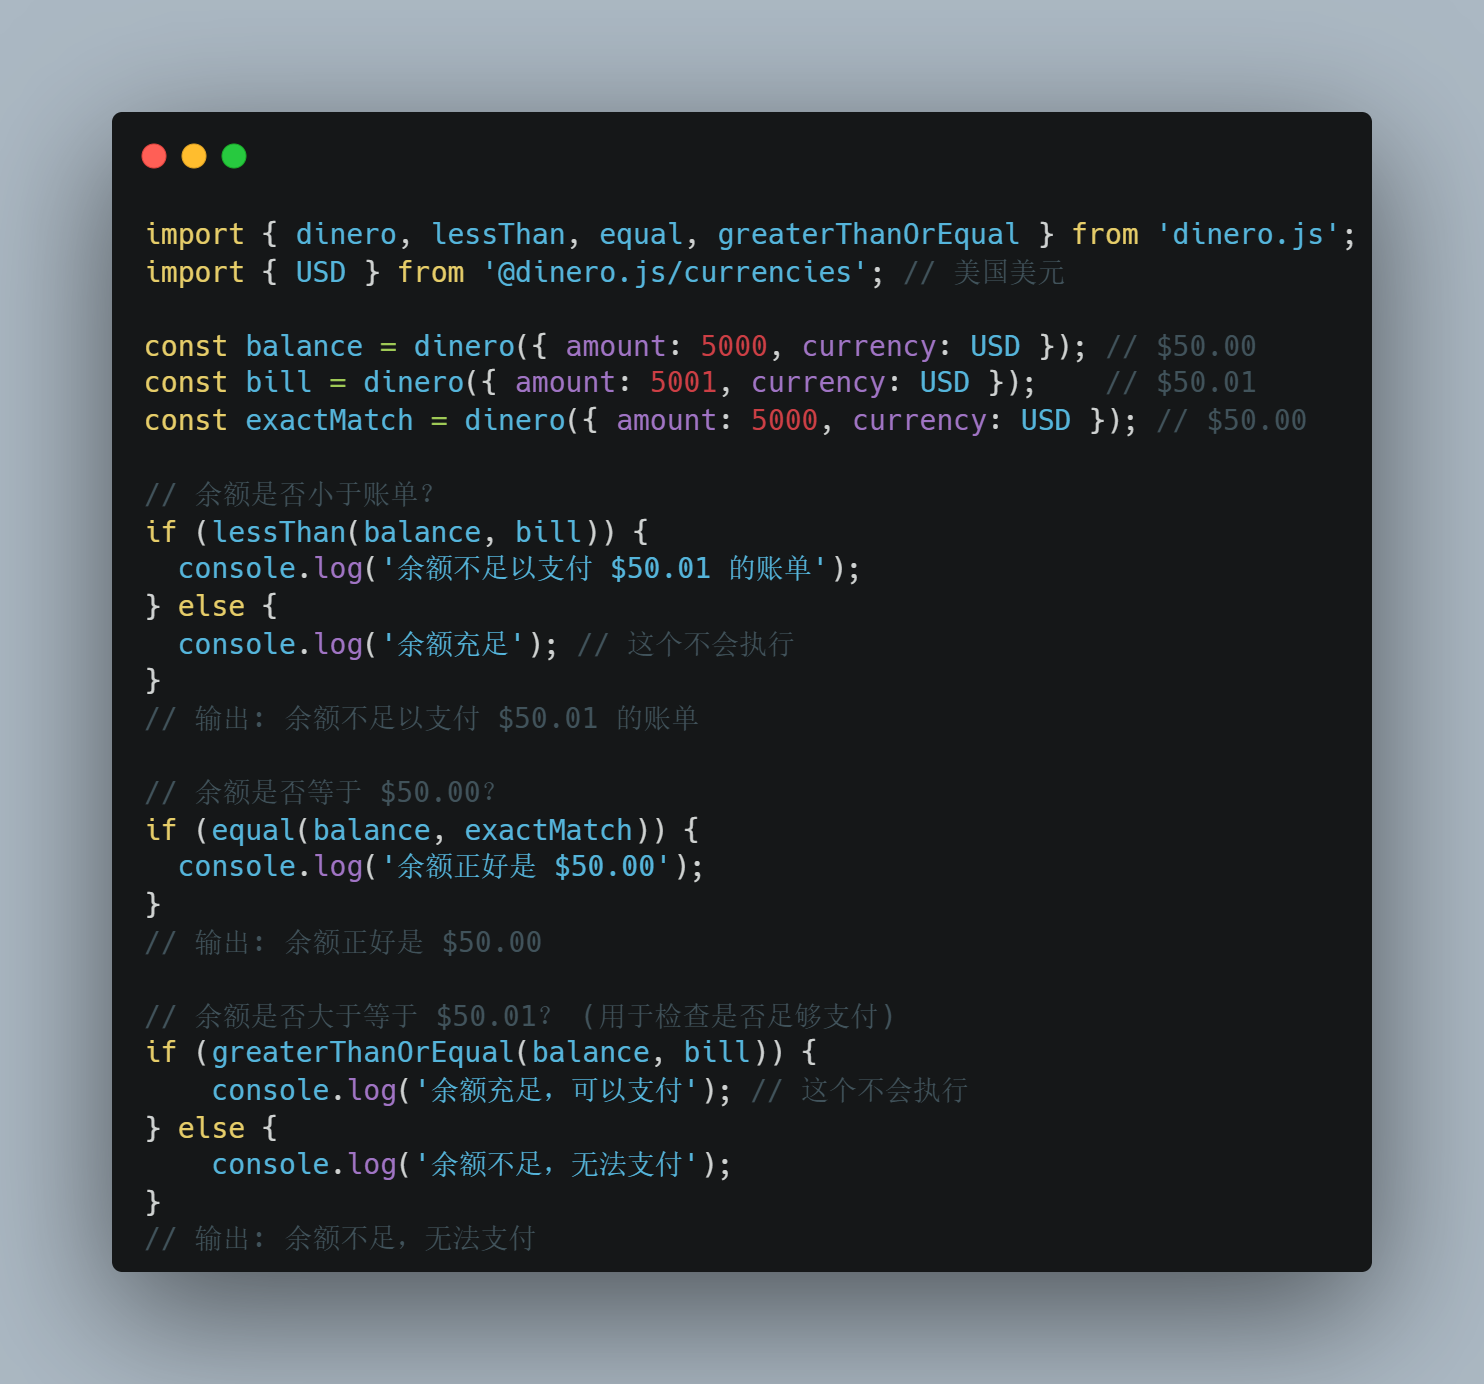 import { dinero, lessThan, equal, greaterThanOrEqual } from 'dinero.js';
import { USD } from '@dinero.js/currencies'; // 美国美元

const balance = dinero({ amount: 5000, currency: USD }); // $50.00
const bill = dinero({ amount: 5001, currency: USD });    // $50.01
const exactMatch = dinero({ amount: 5000, currency: USD }); // $50.00

// 余额是否小于账单？
if (lessThan(balance, bill)) {
  console.log('余额不足以支付 $50.01 的账单');
} else {
  console.log('余额充足'); // 这个不会执行
}
// 输出: 余额不足以支付 $50.01 的账单

// 余额是否等于 $50.00？
if (equal(balance, exactMatch)) {
  console.log('余额正好是 $50.00');
}
// 输出: 余额正好是 $50.00

// 余额是否大于等于 $50.01？ (用于检查是否足够支付)
if (greaterThanOrEqual(balance, bill)) {
    console.log('余额充足，可以支付'); // 这个不会执行
} else {
    console.log('余额不足，无法支付');
}
// 输出: 余额不足，无法支付